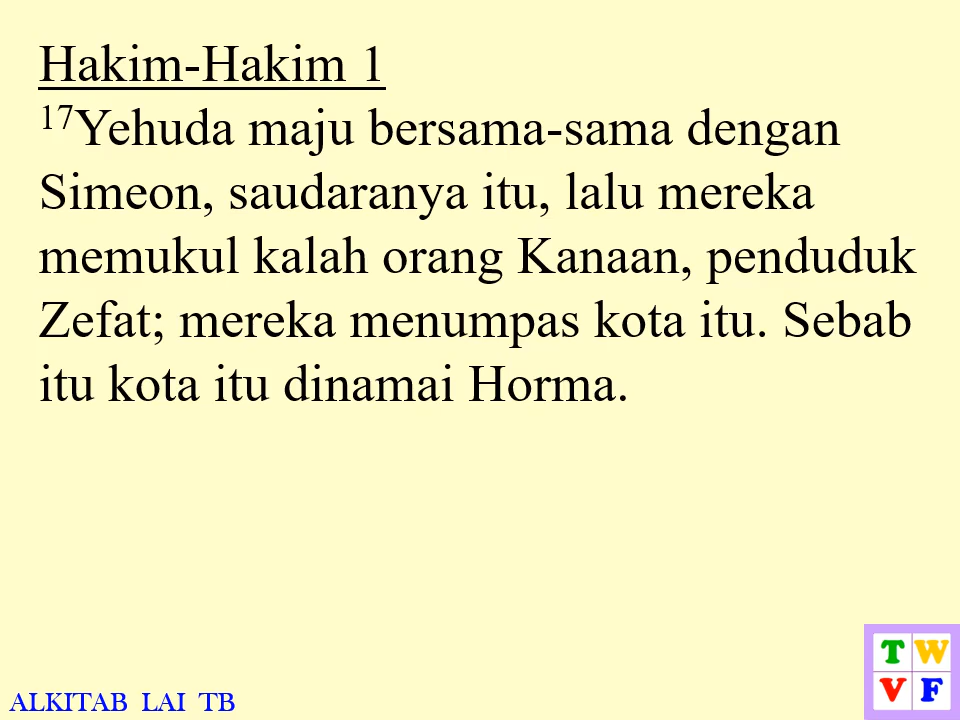 Hakim-Hakim 1
17Yehuda maju bersama-sama dengan
Simeon, saudaranya itu, lalu mereka
memukul kalah orang Kanaan, penduduk
Zefat; mereka menumpas kota itu. Sebab
itu kota itu dinamai Horma.
ALKITAB LAI TB
T W
V F